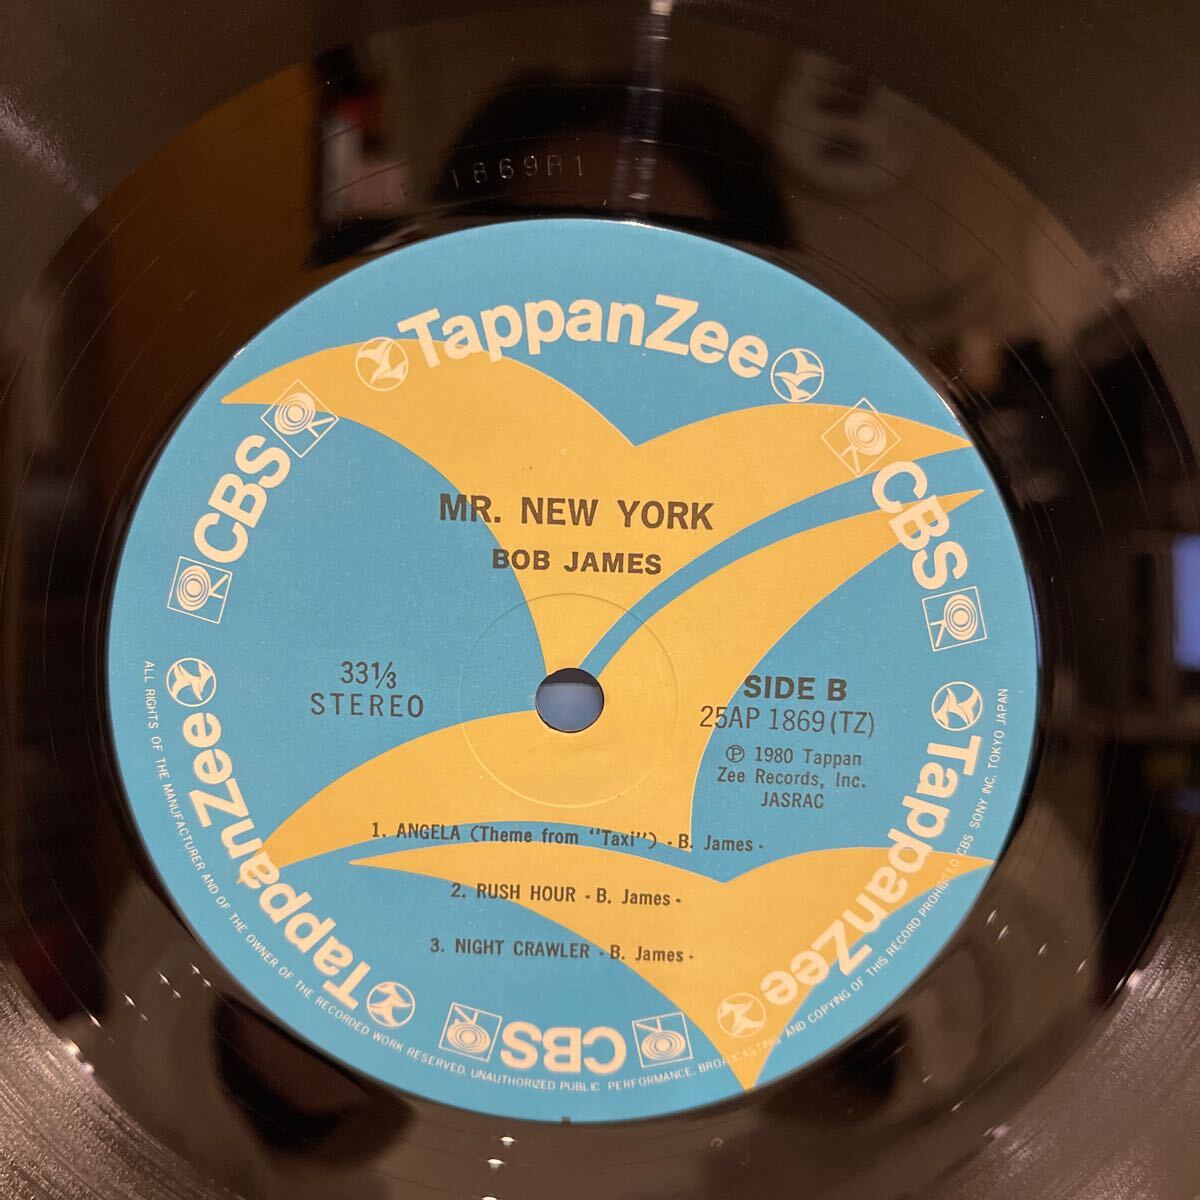 1869B1
TappanZee
CBS
CBS
MR. NEW YORK
BOB JAMES
33⅓
STEREO
SIDE B
25AP 1869(TZ)
Ⓟ 1980 Tappan
Zee Records, Inc.
JASRAC
1. ANGELA (Theme from "Taxi") - B. James -
2. RUSH HOUR - B. James -
3. NIGHT CRAWLER - B. James -
TappanZee
TappanZee
CBS
ALL RIGHTS OF THE MANUFACTURER AND OF THE OWNER OF THE RECORDED WORK RESERVED. UNAUTHORIZED PUBLIC PERFORMANCE. BROADCASTING AND COPYING OF THIS RECORD PROHIBITED CBS SONY INC. TOKYO JAPAN